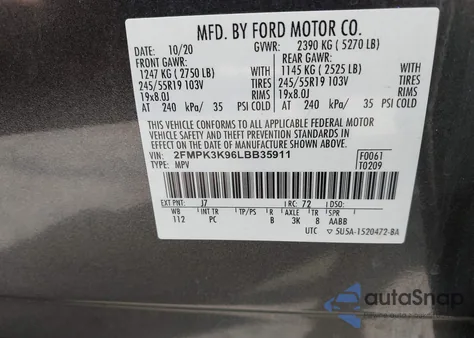 MFD. BY FORD MOTOR CO.
DATE: 10/20 GVWR: 2390 KG ( 5270 LB)
FRONT GAWR: REAR GAWR:
1247 KG ( 2750 LB) WITH 1145 KG ( 2525 LB) WITH
245/55R19 103V TIRES 245/55R19 103V TIRES
19x8.0J RIMS 19x8.0J RIMS
AT 240 kPa/ 35 PSI COLD AT 240 kPa/ 35 PSI COLD
THIS VEHICLE CONFORMS TO ALL APPLICABLE FEDERAL MOTOR
VEHICLE SAFETY, BUMPER, AND THEFT PREVENTION STANDARDS IN EFFECT ON THE
DATE OF MANUFACTURE SHOWN ABOVE.
VIN: 2FMPK3K96LBB35911 F0061
TYPE: MPV T0209
EXT PNT: J7 RC: 72 DSO:
WB INT TR TP/PS R AXLE TR SPR
112 PC B 3K 8 AABB
UTC 5U5A-1520472-BA
autoSnap